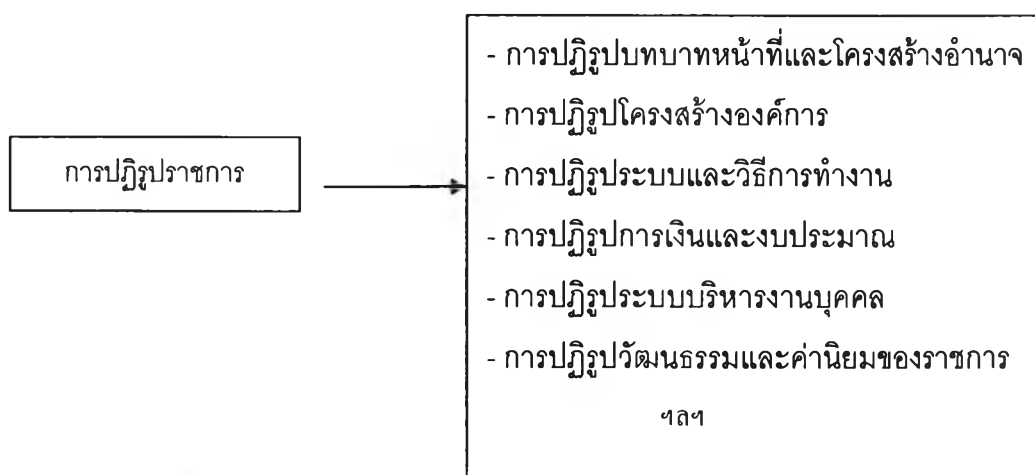 - การปฏิรูปบทบาทหน้าที่และโครงสร้างอำนาจ
- การปฏิรูปโครงสร้างองค์การ
การปฏิรูปราชการ
- การปฏิรูประบบและวิธีการทำงาน
- การปฏิรูปการเงินและงบประมาณ
- การปฏิรูประบบบริหารงานบุคคล
- การปฏิรูปวัฒนธรรมและค่านิยมของราชการ
ฯลฯ